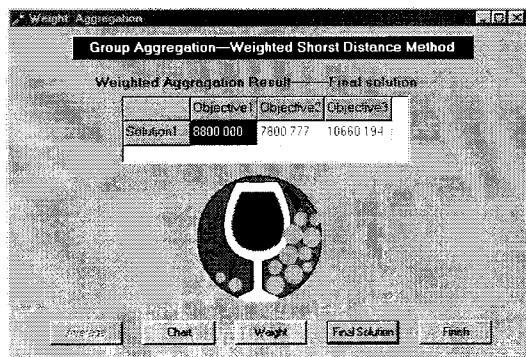 Weight Aggregation
Group Aggregation—Weighted Shorst Distance Method
Weighted Aggregation Result——Final solution
Objective1 Objective2 Objective3
Solution1 8800 000 7800 777 10660 194
Average Chart Weight Final Solution Finish